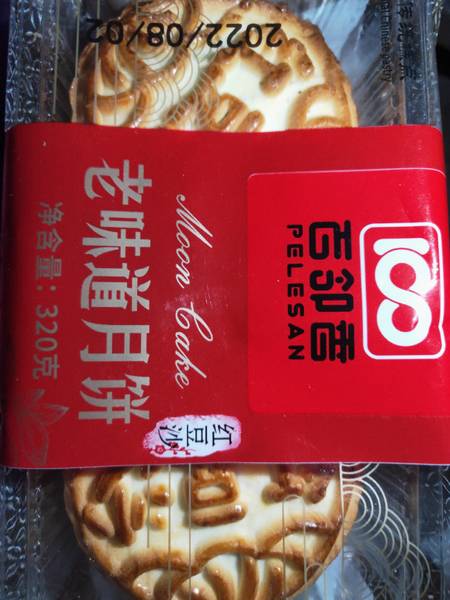 2022/08/02
100
百邻香
PELESAN
Moon Cake
老味道月饼
净含量：320克
红豆沙